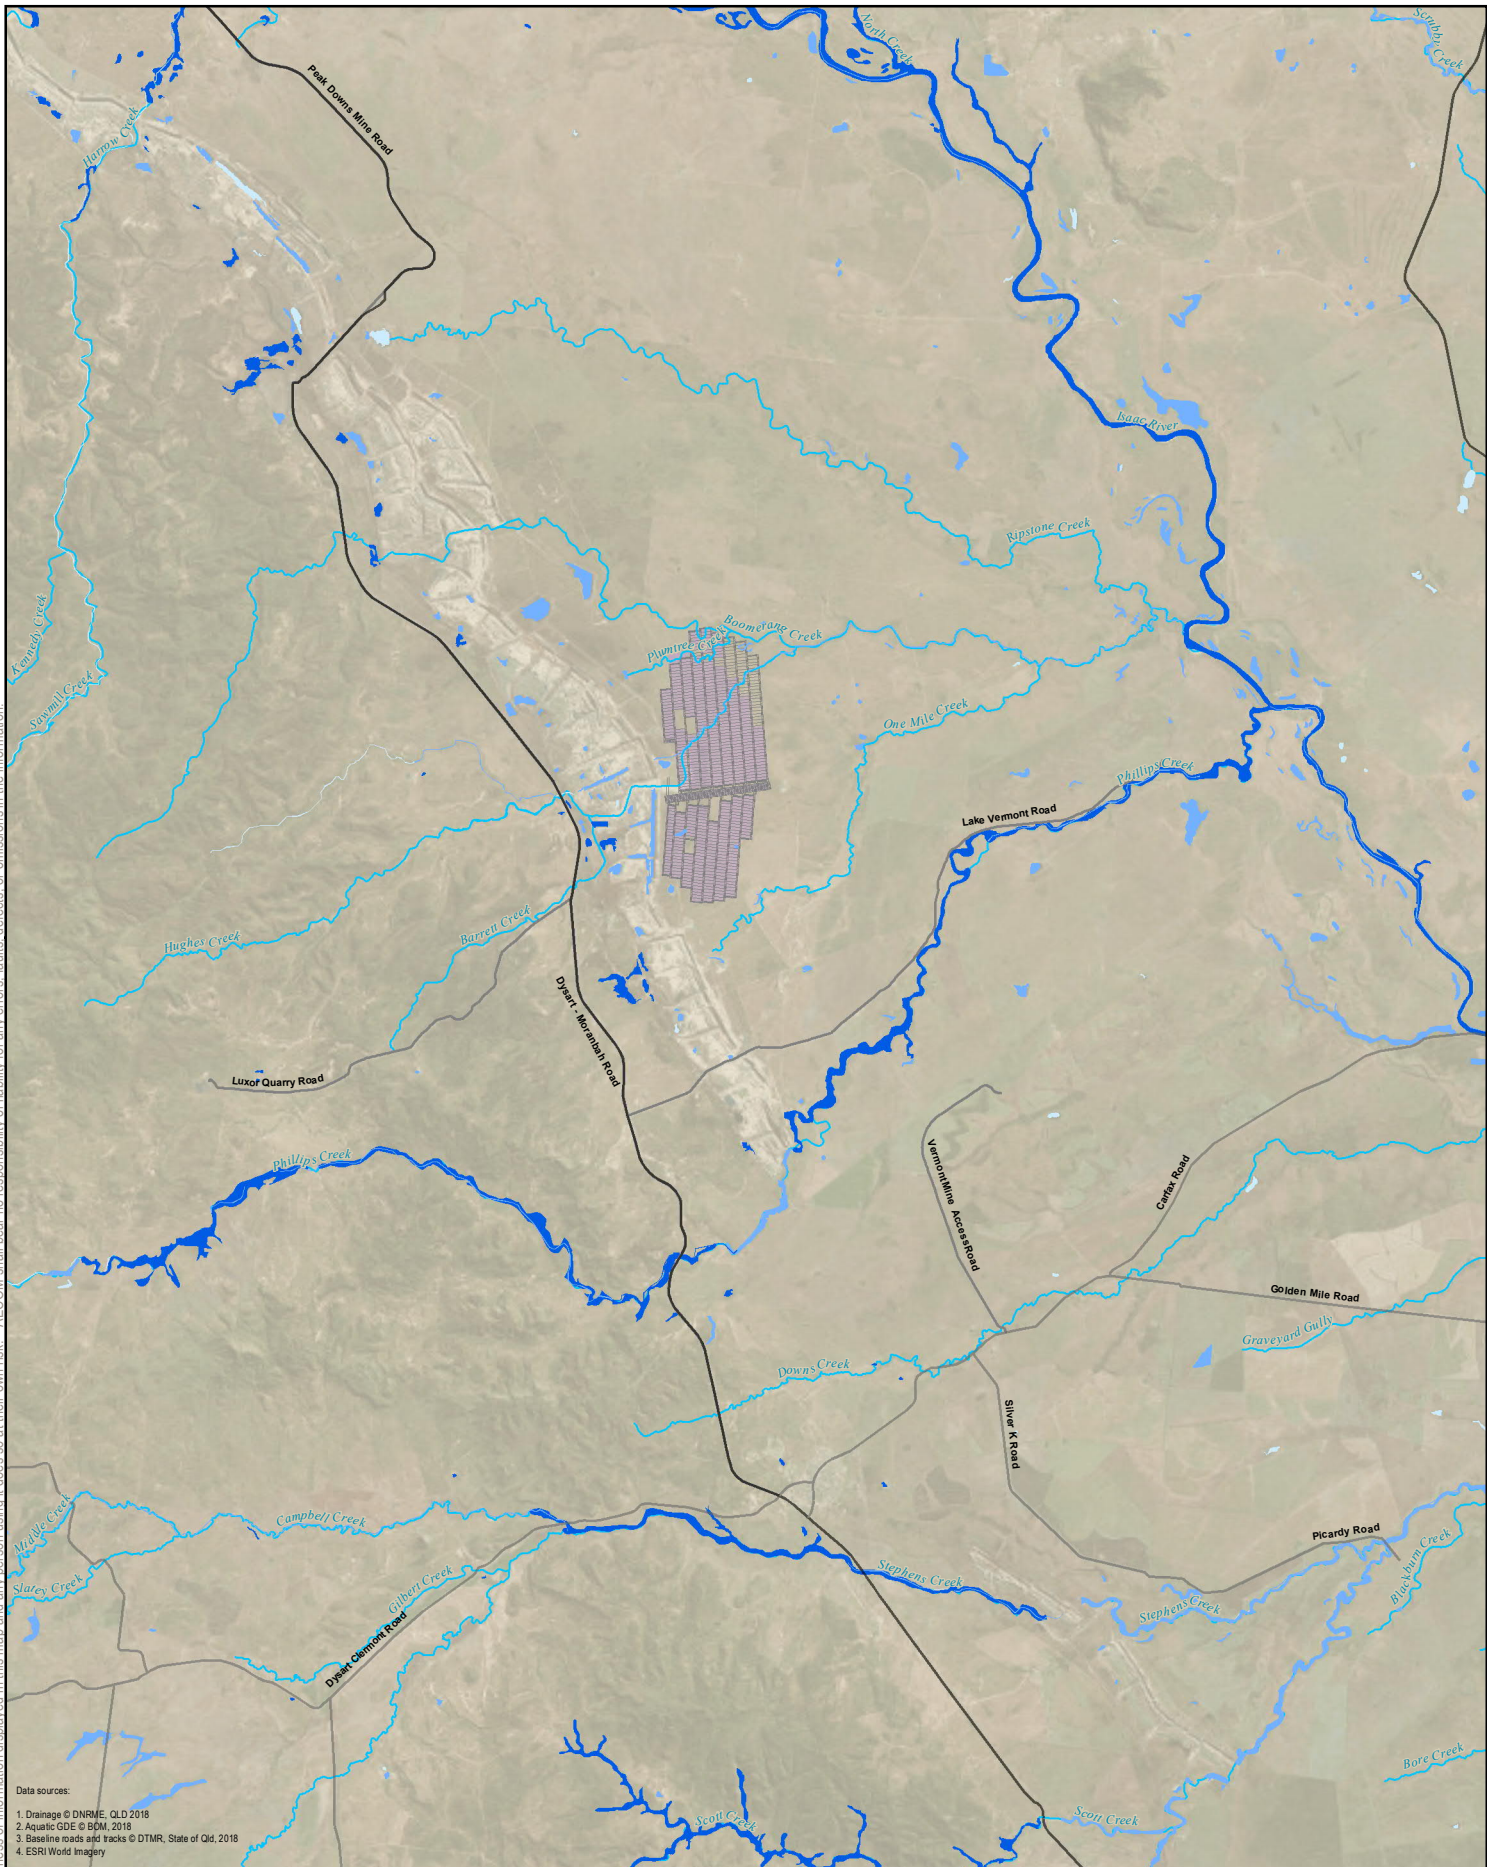 North Creek
Scrubby Creek
Peak Downs Mine Road
Harrow Creek
Isaac River
Ripstone Creek
Kennedy Creek
Boomerang Creek
Plumtree Creek
Sawmill Creek
One Mile Creek
Phillips Creek
Lake Vermont Road
Hughes Creek
Barrett Creek
Dysart - Moranbah Road
Luxor Quarry Road
Phillips Creek
Vermont Mine Access Road
Carfax Road
Golden Mile Road
Graveyard Gully
Downs Creek
Silver K Road
Middle Creek
Campbell Creek
Picardy Road
Slatey Creek
Gilbert Creek
Stephens Creek
Stephens Creek
Blackburn Creek
Dysart Clermont Road
Bore Creek
Scott Creek
Scott Creek
Data sources:
1. Drainage © DNRME, QLD 2018
2. Aquatic GDE © BOM, 2018
3. Baseline roads and tracks © DTMR, State of Qld, 2018
4. ESRI World Imagery